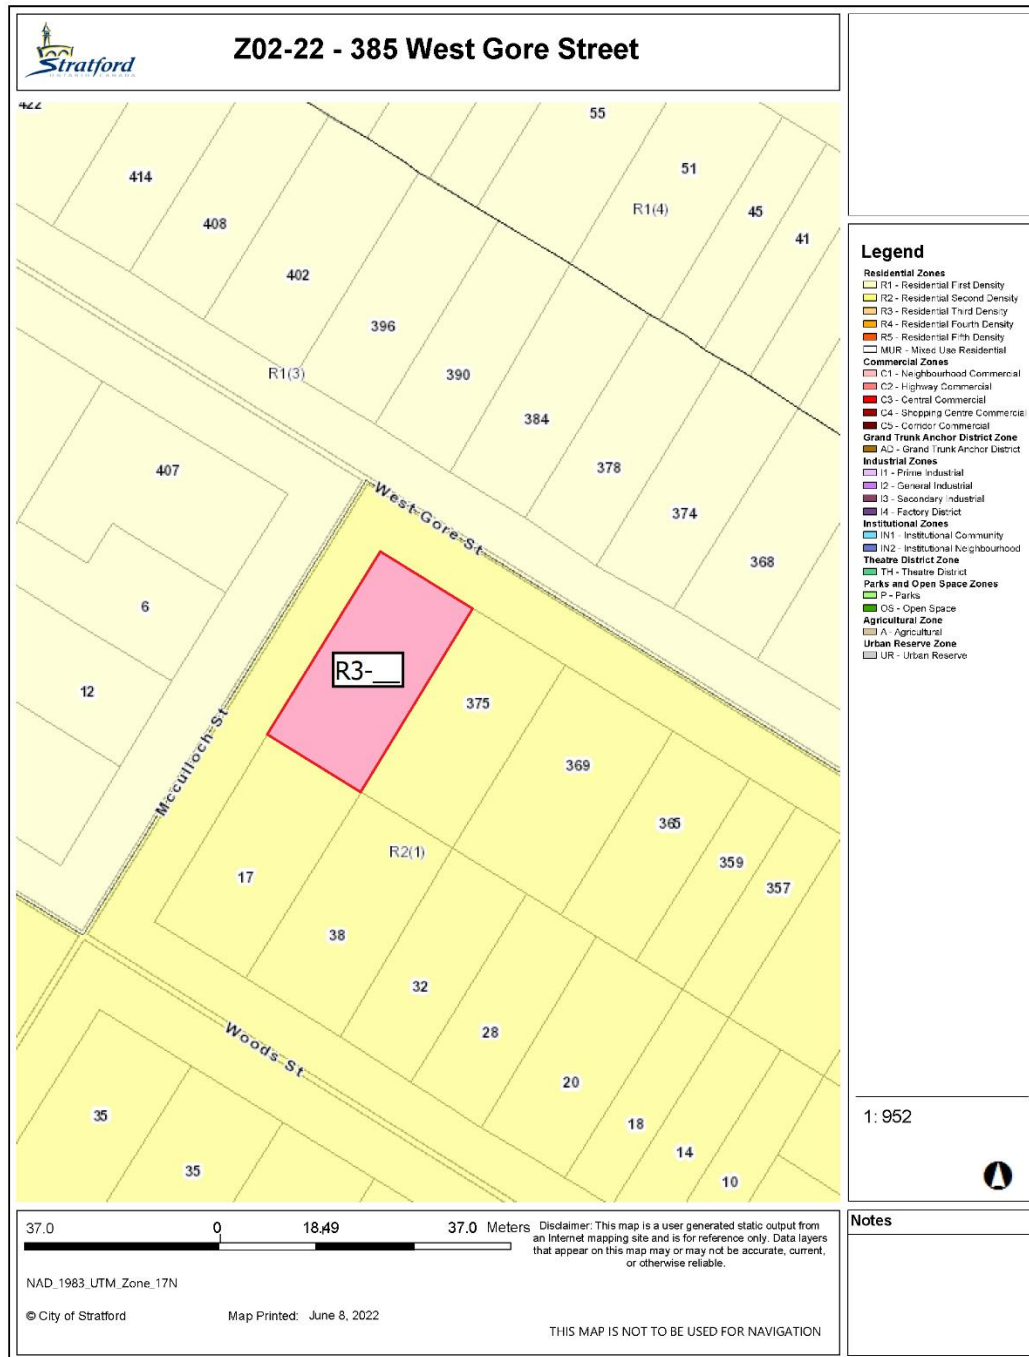 Stratford
ONTARIO CANADA
Z02-22 - 385 West Gore Street
422
55
414
51
R1(4)
45
408
41
402
396
R1(3)
390
384
407
378
West Gore St
374
368
6
R3-__
12
375
Mcculloch St
369
365
R2(1)
359
17
357
38
32
28
Woods St
20
35
18
14
35
10
Legend
Residential Zones
R1 - Residential First Density
R2 - Residential Second Density
R3 - Residential Third Density
R4 - Residential Fourth Density
R5 - Residential Fifth Density
MUR - Mixed Use Residential
Commercial Zones
C1 - Neighbourhood Commercial
C2 - Highway Commercial
C3 - Central Commercial
C4 - Shopping Centre Commercial
C5 - Corridor Commercial
Grand Trunk Anchor District Zone
AD - Grand Trunk Anchor District
Industrial Zones
I1 - Prime Industrial
I2 - General Industrial
I3 - Secondary Industrial
I4 - Factory District
Institutional Zones
IN1 - Institutional Community
IN2 - Institutional Neighbourhood
Theatre District Zone
TH - Theatre District
Parks and Open Space Zones
P - Parks
OS - Open Space
Agricultural Zone
A - Agricultural
Urban Reserve Zone
UR - Urban Reserve
1: 952
37.0 0 18.49 37.0 Meters
Disclaimer: This map is a user generated static output from
an Internet mapping site and is for reference only. Data layers
that appear on this map may or may not be accurate, current,
or otherwise reliable.
NAD_1983_UTM_Zone_17N
© City of Stratford
Map Printed: June 8, 2022
THIS MAP IS NOT TO BE USED FOR NAVIGATION
Notes